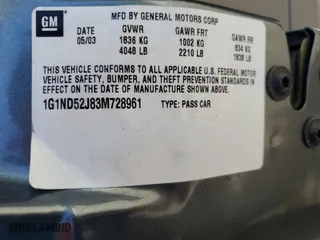 GM
MFD BY GENERAL MOTORS CORP
DATE GVWR GAWR FRT GAWR RR
05/03 1836 KG 1002 KG 834 KG
4048 LB 2210 LB 1838 LB
THIS VEHICLE CONFORMS TO ALL APPLICABLE U.S. FEDERAL MOTOR
VEHICLE SAFETY, BUMPER, AND THEFT PREVENTION STANDARDS IN
EFFECT ON THE DATE OF MANUFACTURE SHOWN ABOVE.
1G1ND52J83M728961 TYPE: PASS CAR